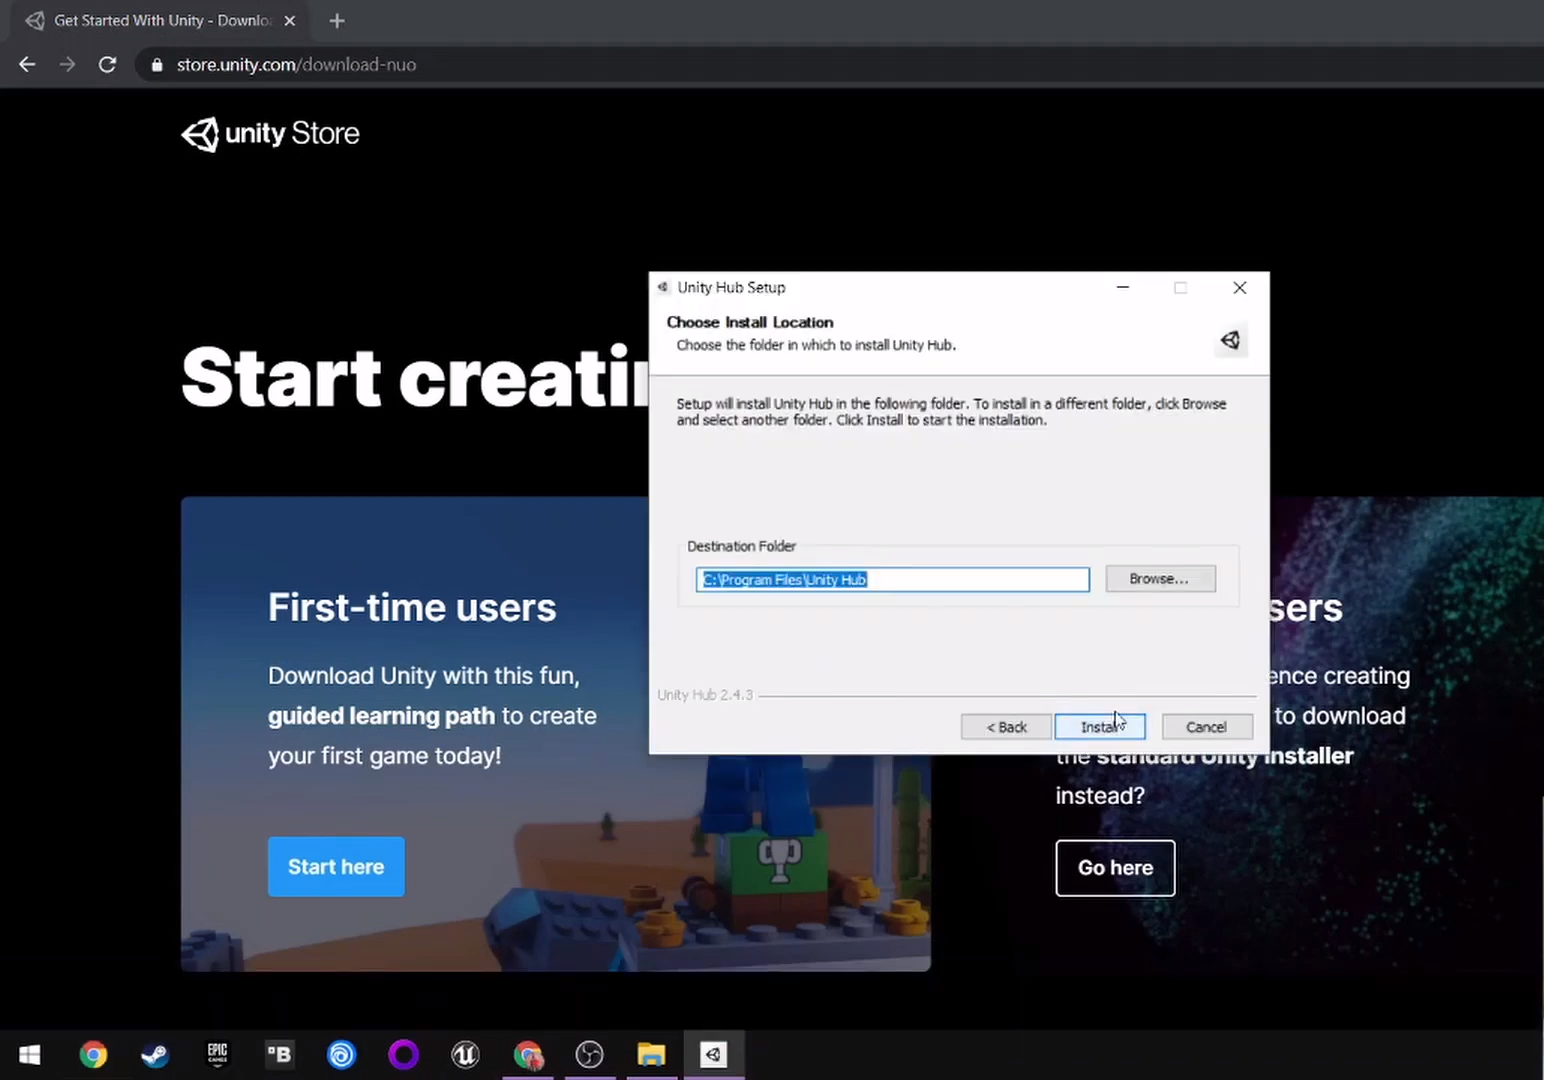 Get Started With Unity - Downlo
store.unity.com/download-nuo
unity Store
Start creati
Unity Hub Setup
Choose Install Location
Choose the folder in which to install Unity Hub.
Setup will install Unity Hub in the following folder. To install in a different folder, click Browse
and select another folder. Click Install to start the installation.
Destination Folder
C:\Program Files\Unity Hub
Browse...
Unity Hub 2.4.3
< Back
Install
Cancel
First-time users
Download Unity with this fun,
guided learning path to create
your first game today!
Start here
sers
ence creating
to download
the standard Unity installer
instead?
Go here
EPIC
GAMES
B